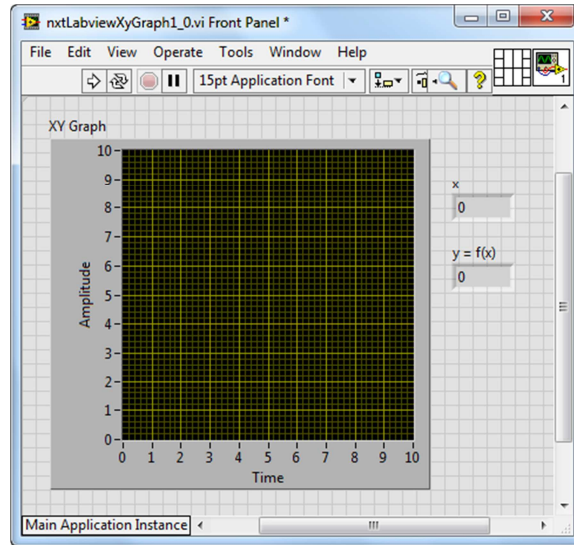 nxtLabviewXyGraph1_0.vi Front Panel *
File Edit View Operate Tools Window Help
15pt Application Font
?
1
XY Graph
10
9
8
7
6
5
4
3
2
1
0
Amplitude
0 1 2 3 4 5 6 7 8 9 10
Time
x
0
y = f(x)
0
Main Application Instance